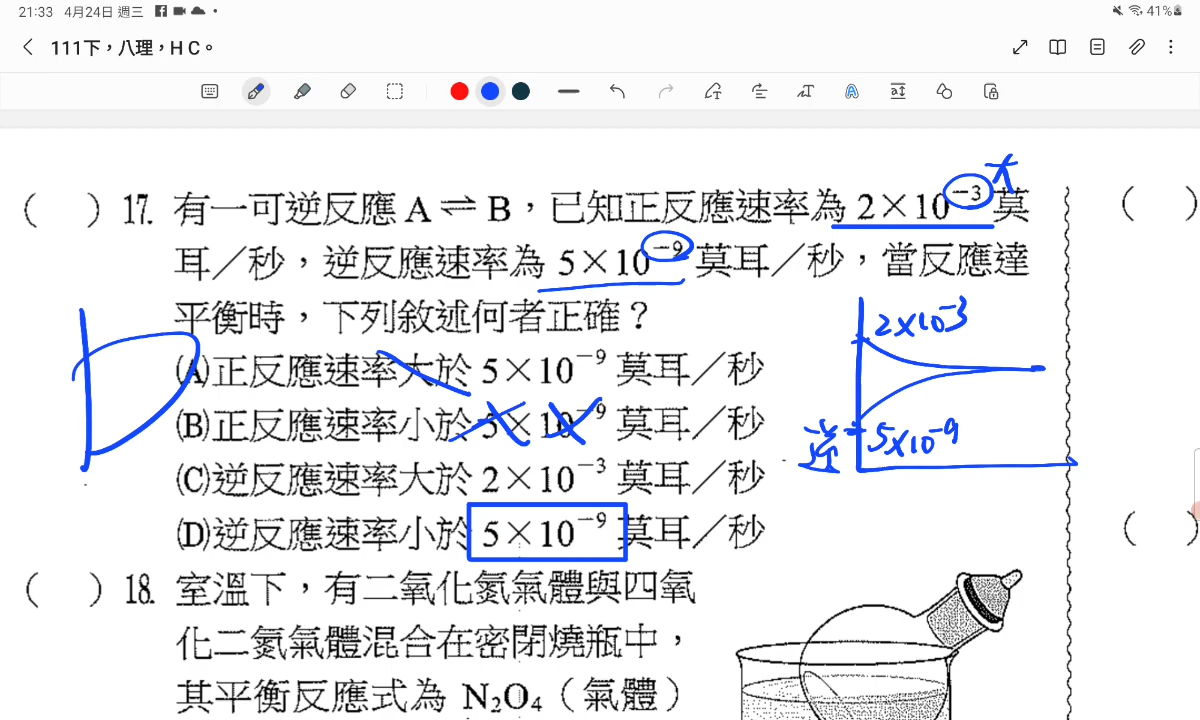 21:33 4月24日 週三
41%
111下,八理,H C。
( ) 17. 有一可逆反應 A ⇌ B,已知正反應速率為 2×10⁻³ 莫
耳/秒,逆反應速率為 5×10⁻⁹ 莫耳/秒,當反應達
平衡時,下列敘述何者正確?
(A)正反應速率大於 5×10⁻⁹ 莫耳/秒
(B)正反應速率小於 5×10⁻⁹ 莫耳/秒
(C)逆反應速率大於 2×10⁻³ 莫耳/秒
(D)逆反應速率小於 5×10⁻⁹ 莫耳/秒
大
2×10⁻³
逆 5×10⁻⁹
( ) 18. 室溫下,有二氧化氮氣體與四氧
化二氮氣體混合在密閉燒瓶中,
其平衡反應式為 N₂O₄(氣體)
( )
( )